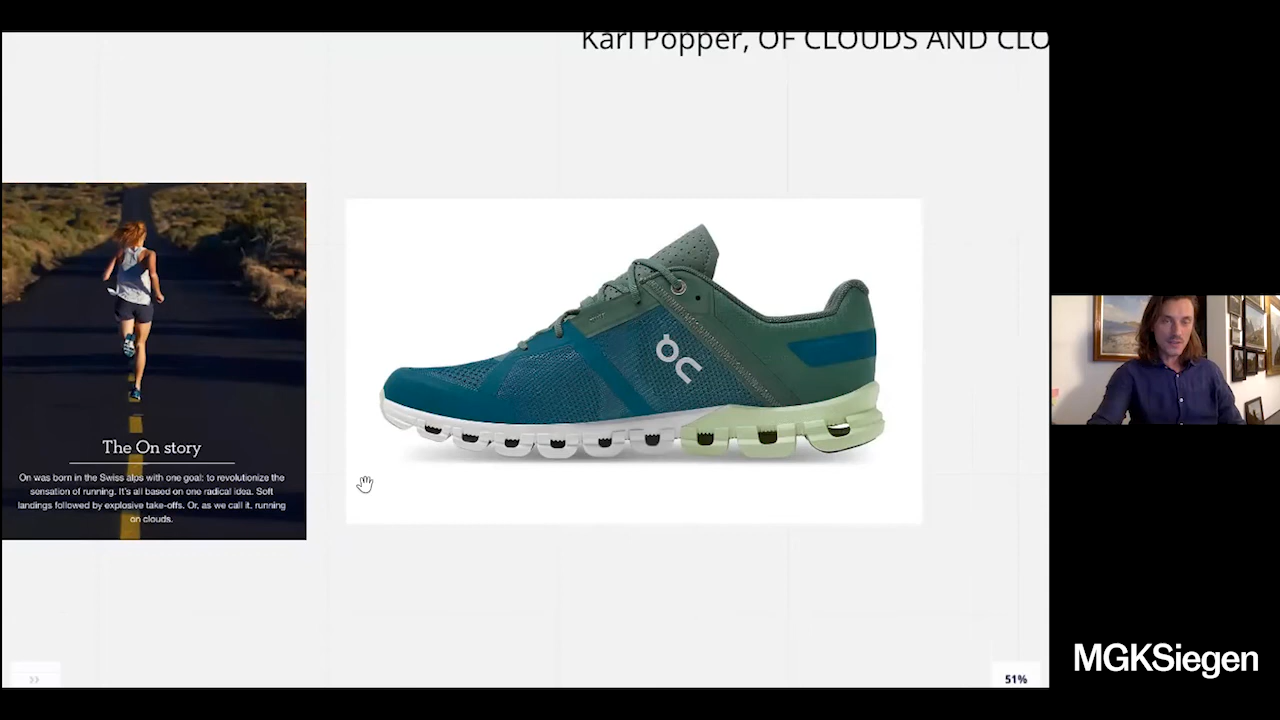 Karl Popper, OF CLOUDS AND CLO
The On story
On was born in the Swiss alps with one goal: to revolutionize the
sensation of running. It's all based on one radical idea. Soft
landings followed by explosive take-offs. Or, as we call it, running
on clouds.
51%
MGKSiegen